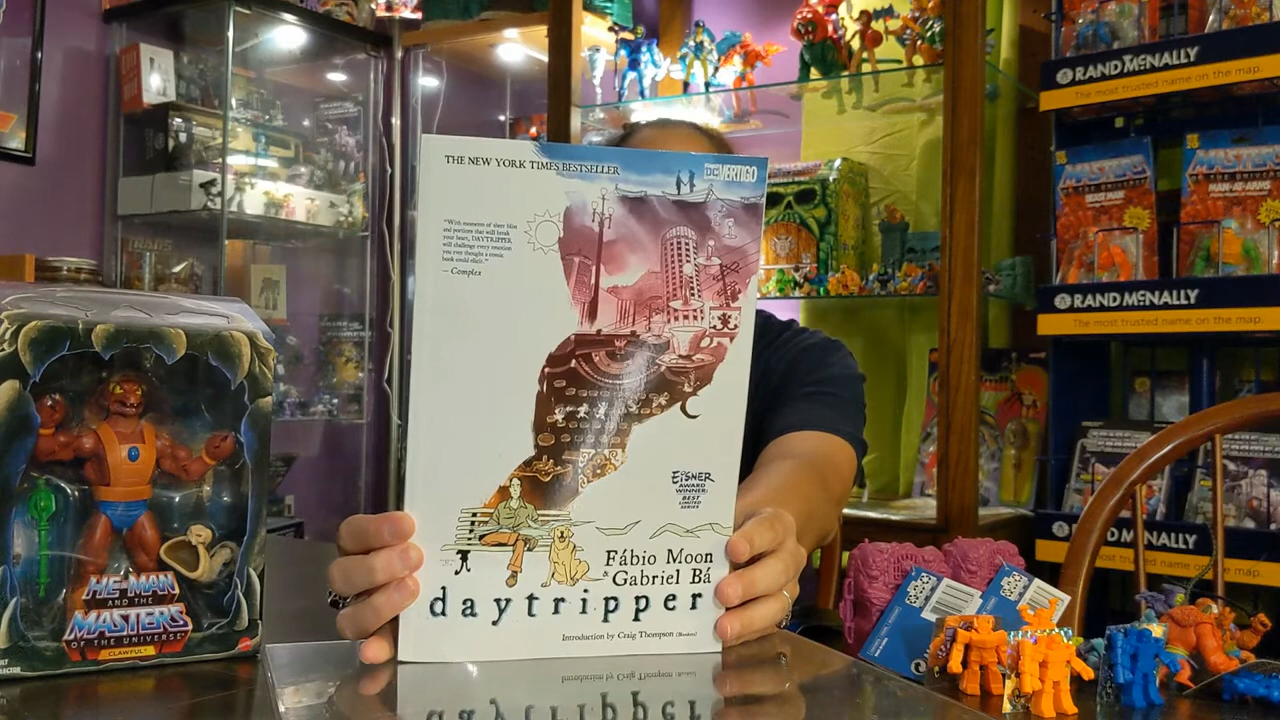 THE NEW YORK TIMES BESTSELLER
DC VERTIGO
"With moments of sheer bliss
and portions that will break
your heart, DAYTRIPPER
will challenge every emotion
you ever thought a comic
book could elicit."
— Complex
EISNER
AWARD
WINNER:
BEST
LIMITED
SERIES
Fábio Moon
& Gabriel Bá
daytripper
Introduction by Craig Thompson (Blankets)
HE-MAN
AND THE
MASTERS
OF THE UNIVERSE
CLAWFUL
RAND McNALLY
The most trusted name on the map.
MASTERS
OF THE UNIVERSE
BEAST MAN
MASTERS
OF THE UNIVERSE
MAN-AT-ARMS
RAND McNALLY
The most trusted name on the map.
RAND McNALLY
The most trusted name on the map.